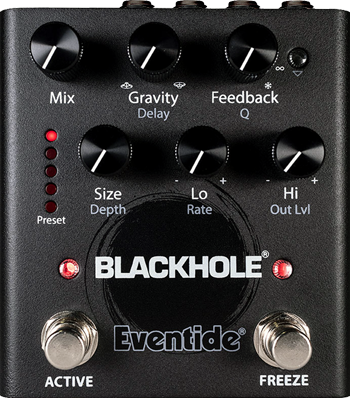 Mix
Gravity
Delay
Feedback
Q
∞
Size
Depth
- Lo +
Rate
- Hi +
Out Lvl
Preset
BLACKHOLE®
Eventide®
ACTIVE
FREEZE